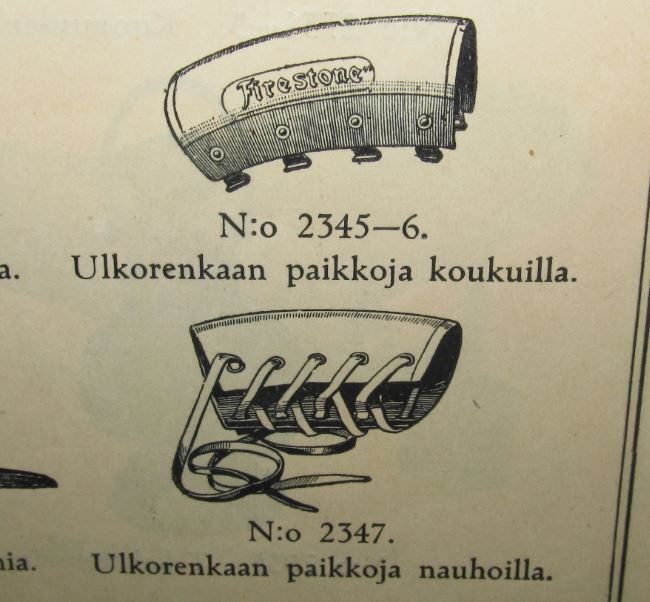 Firestone
N:o 2345—6.
a. Ulkorenkaan paikkoja koukuilla.
N:o 2347.
nia. Ulkorenkaan paikkoja nauhoilla.